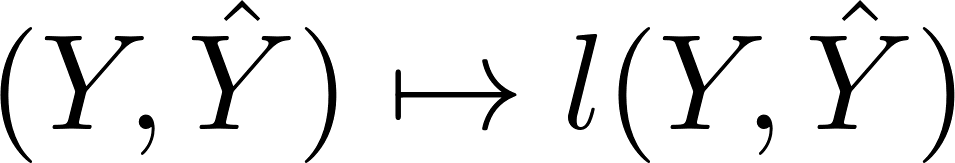 (Y, Ŷ) ↦ l(Y, Ŷ)